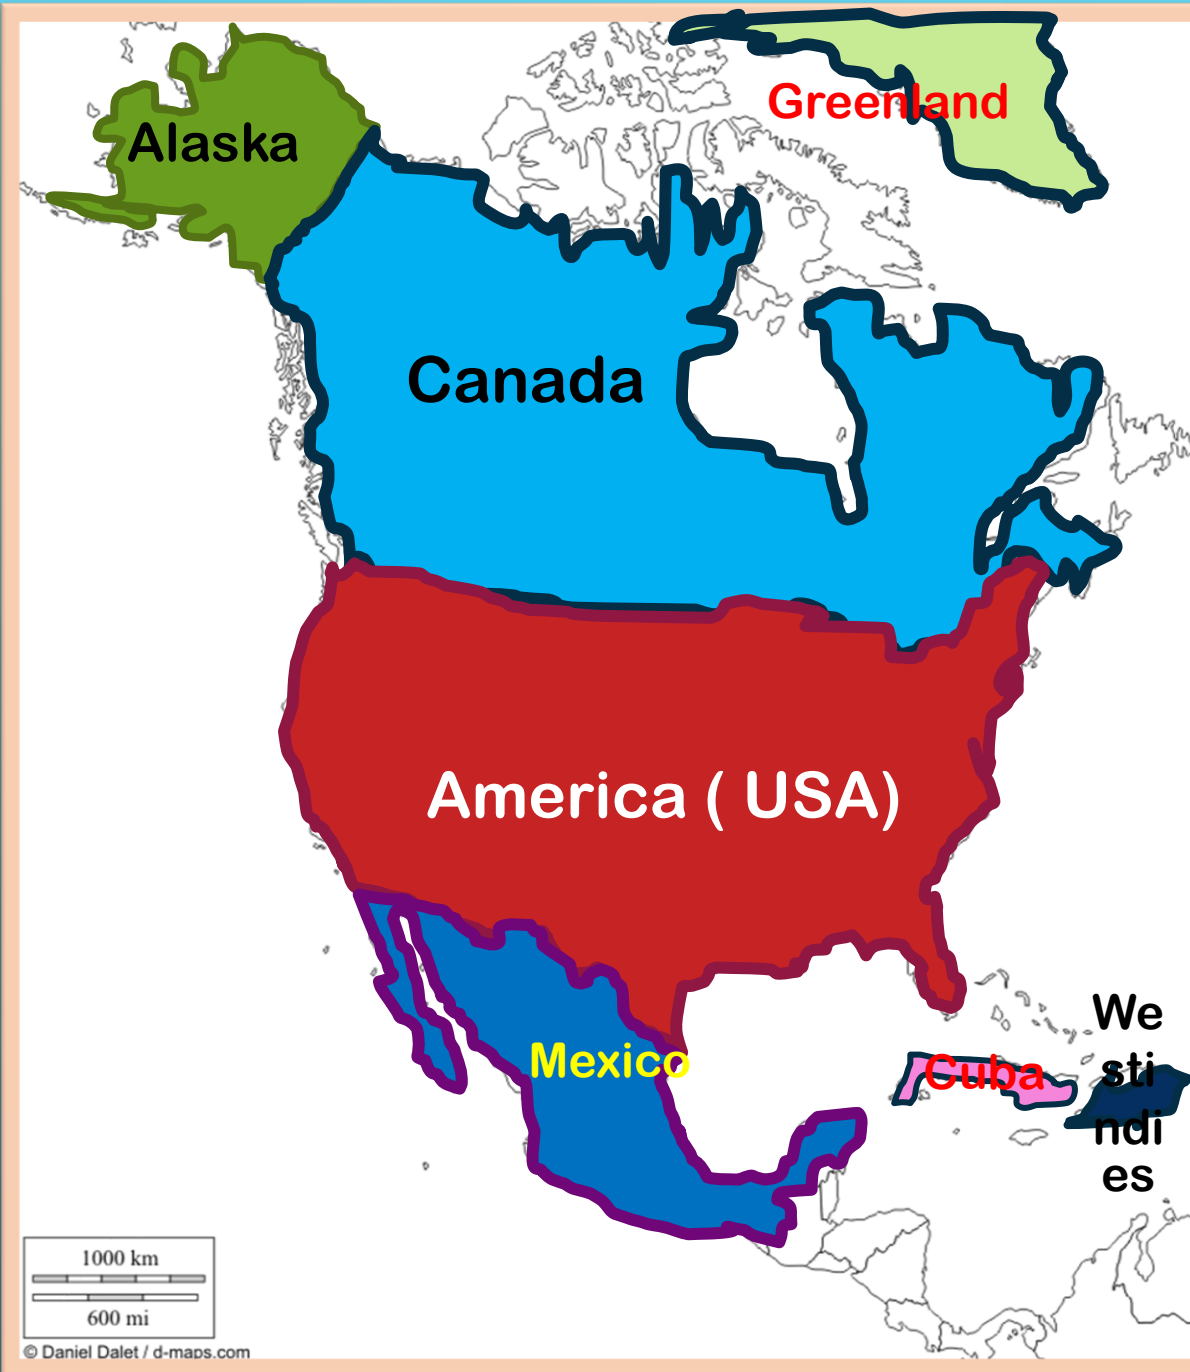 Greenland
Alaska
Canada
America ( USA)
We
sti
ndi
es
Mexico
Cuba
1000 km
600 mi
© Daniel Dalet / d-maps.com